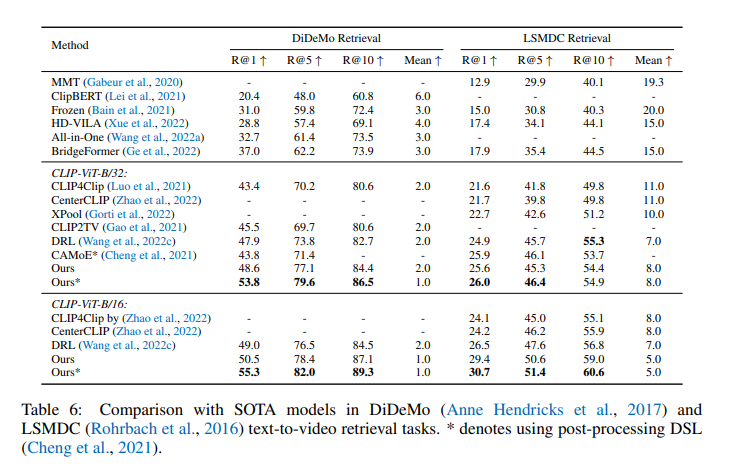 Method DiDeMo Retrieval LSMDC Retrieval
R@1 ↑ R@5 ↑ R@10 ↑ Mean ↑ R@1 ↑ R@5 ↑ R@10 ↑ Mean ↑
MMT (Gabeur et al., 2020) - - - - 12.9 29.9 40.1 19.3
ClipBERT (Lei et al., 2021) 20.4 48.0 60.8 6.0 - - - -
Frozen (Bain et al., 2021) 31.0 59.8 72.4 3.0 15.0 30.8 40.3 20.0
HD-VILA (Xue et al., 2022) 28.8 57.4 69.1 4.0 17.4 34.1 44.1 15.0
All-in-One (Wang et al., 2022a) 32.7 61.4 73.5 3.0 - - - -
BridgeFormer (Ge et al., 2022) 37.0 62.2 73.9 3.0 17.9 35.4 44.5 15.0
CLIP-ViT-B/32:
CLIP4Clip (Luo et al., 2021) 43.4 70.2 80.6 2.0 21.6 41.8 49.8 11.0
CenterCLIP (Zhao et al., 2022) - - - - 21.7 39.8 49.8 11.0
XPool (Gorti et al., 2022) - - - - 22.7 42.6 51.2 10.0
CLIP2TV (Gao et al., 2021) 45.5 69.7 80.6 2.0 - - - -
DRL (Wang et al., 2022c) 47.9 73.8 82.7 2.0 24.9 45.7 55.3 7.0
CAMoE* (Cheng et al., 2021) 43.8 71.4 - - 25.9 46.1 53.7 -
Ours 48.6 77.1 84.4 2.0 25.6 45.3 54.4 8.0
Ours* 53.8 79.6 86.5 1.0 26.0 46.4 54.9 8.0
CLIP-ViT-B/16:
CLIP4Clip by (Zhao et al., 2022) - - - - 24.1 45.0 55.1 8.0
CenterCLIP (Zhao et al., 2022) - - - - 24.2 46.2 55.9 8.0
DRL (Wang et al., 2022c) 49.0 76.5 84.5 2.0 26.5 47.6 56.8 7.0
Ours 50.5 78.4 87.1 1.0 29.4 50.6 59.0 5.0
Ours* 55.3 82.0 89.3 1.0 30.7 51.4 60.6 5.0
Table 6: Comparison with SOTA models in DiDeMo (Anne Hendricks et al., 2017) and
LSMDC (Rohrbach et al., 2016) text-to-video retrieval tasks. * denotes using post-processing DSL
(Cheng et al., 2021).